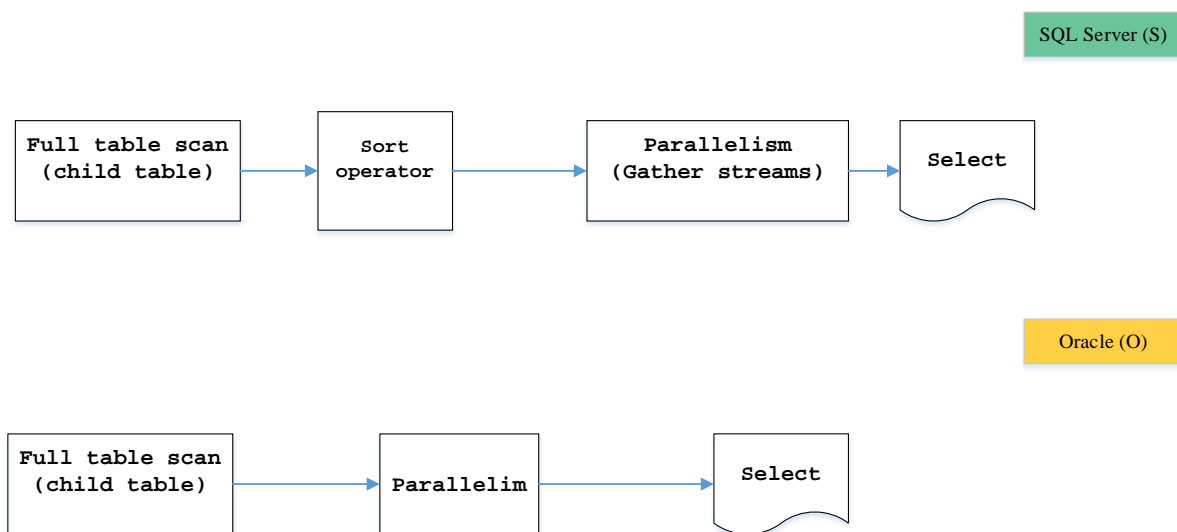 SQL Server (S)
Full table scan
(child table)
Sort
operator
Parallelism
(Gather streams)
Select
Oracle (O)
Full table scan
(child table)
Parallelim
Select